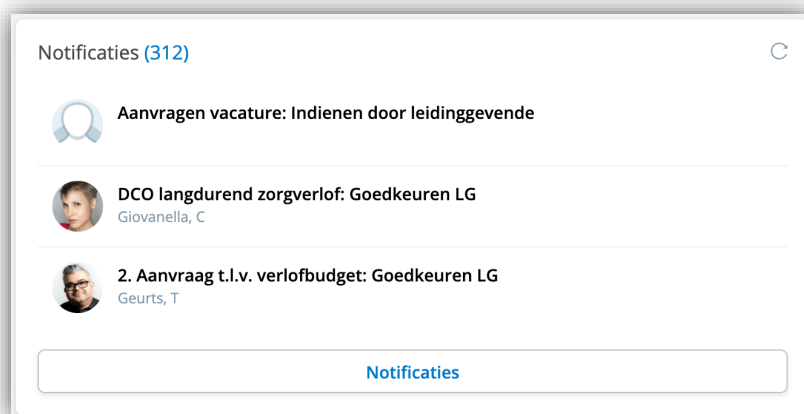 Notificaties (312)
Aanvragen vacature: Indienen door leidinggevende
DCO langdurend zorgverlof: Goedkeuren LG
Giovanella, C
2. Aanvraag t.l.v. verlofbudget: Goedkeuren LG
Geurts, T
Notificaties